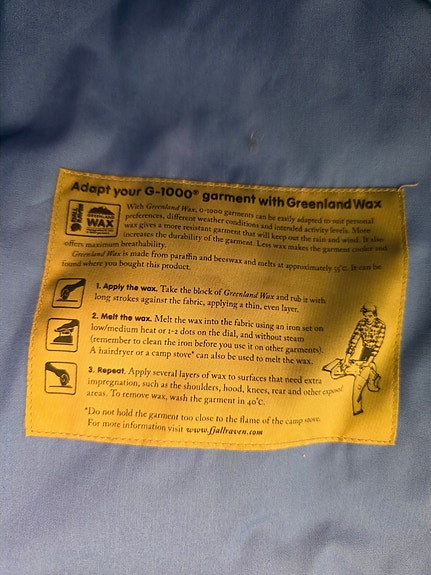 Adapt your G-1000® garment with Greenland Wax
FJÄLL
RÄVEN
GREENLAND
WAX
With Greenland Wax, G-1000 garments can be easily adapted to suit personal
preferences, different weather conditions and intended activity levels. More
wax gives a more resistant garment that will keep out the rain and wind. It also
increases the durability of the garment. Less wax makes the garment cooler and
offers maximum breathability.
Greenland Wax is made from paraffin and beeswax and melts at approximately 55°C. It can be
found where you bought this product.
1. Apply the wax. Take the block of Greenland Wax and rub it with
long strokes against the fabric, applying a thin, even layer.
2. Melt the wax. Melt the wax into the fabric using an iron set on
low/medium heat or 1-2 dots on the dial, and without steam
(remember to clean the iron before you use it on other garments).
A hairdryer or a camp stove* can also be used to melt the wax.
3. Repeat. Apply several layers of wax to surfaces that need extra
impregnation, such as the shoulders, hood, knees, rear and other exposed
areas. To remove wax, wash the garment in 40°C.
*Do not hold the garment too close to the flame of the camp stove.
For more information visit www.fjallraven.com